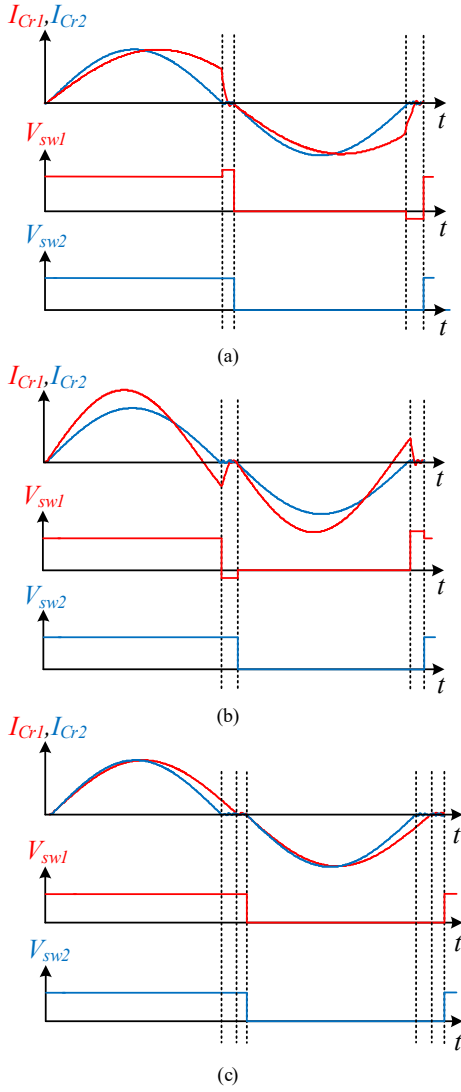 I_Cr1,I_Cr2
t
V_sw1
t
V_sw2
t
(a)
I_Cr1,I_Cr2
t
V_sw1
t
V_sw2
t
(b)
I_Cr1,I_Cr2
t
V_sw1
t
V_sw2
t
(c)